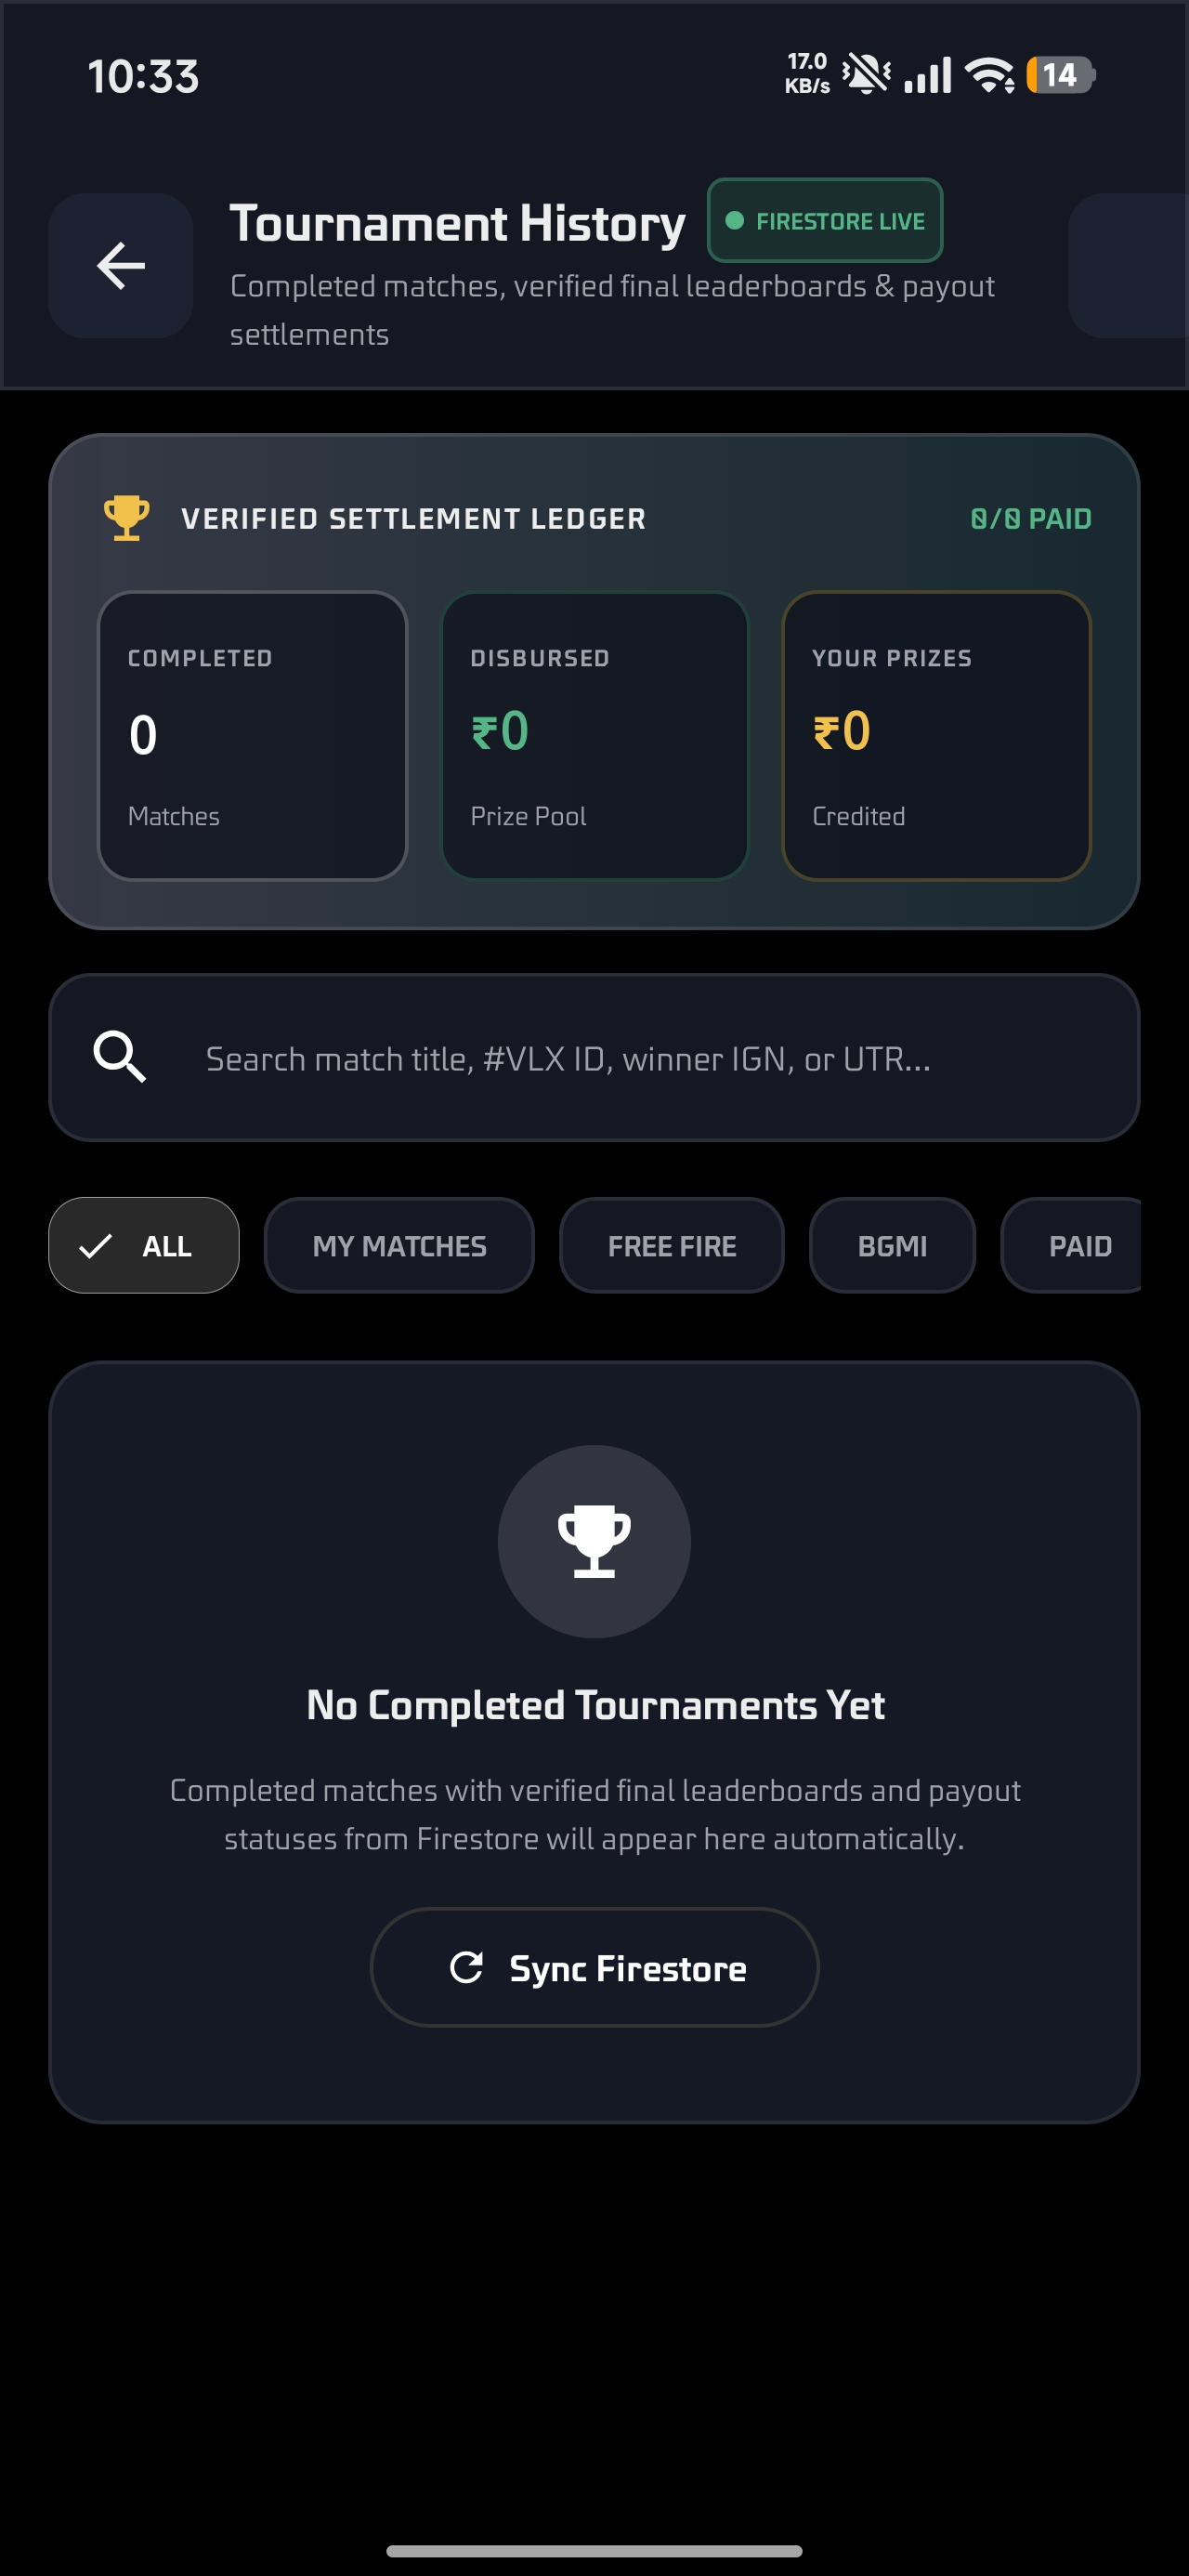 10:33
17.0
KB/s
14
Tournament History
FIRESTORE LIVE
Completed matches, verified final leaderboards & payout
settlements
VERIFIED SETTLEMENT LEDGER
0/0 PAID
COMPLETED
0
Matches
DISBURSED
₹0
Prize Pool
YOUR PRIZES
₹0
Credited
Search match title, #VLX ID, winner IGN, or UTR...
ALL
MY MATCHES
FREE FIRE
BGMI
PAID
No Completed Tournaments Yet
Completed matches with verified final leaderboards and payout
statuses from Firestore will appear here automatically.
Sync Firestore